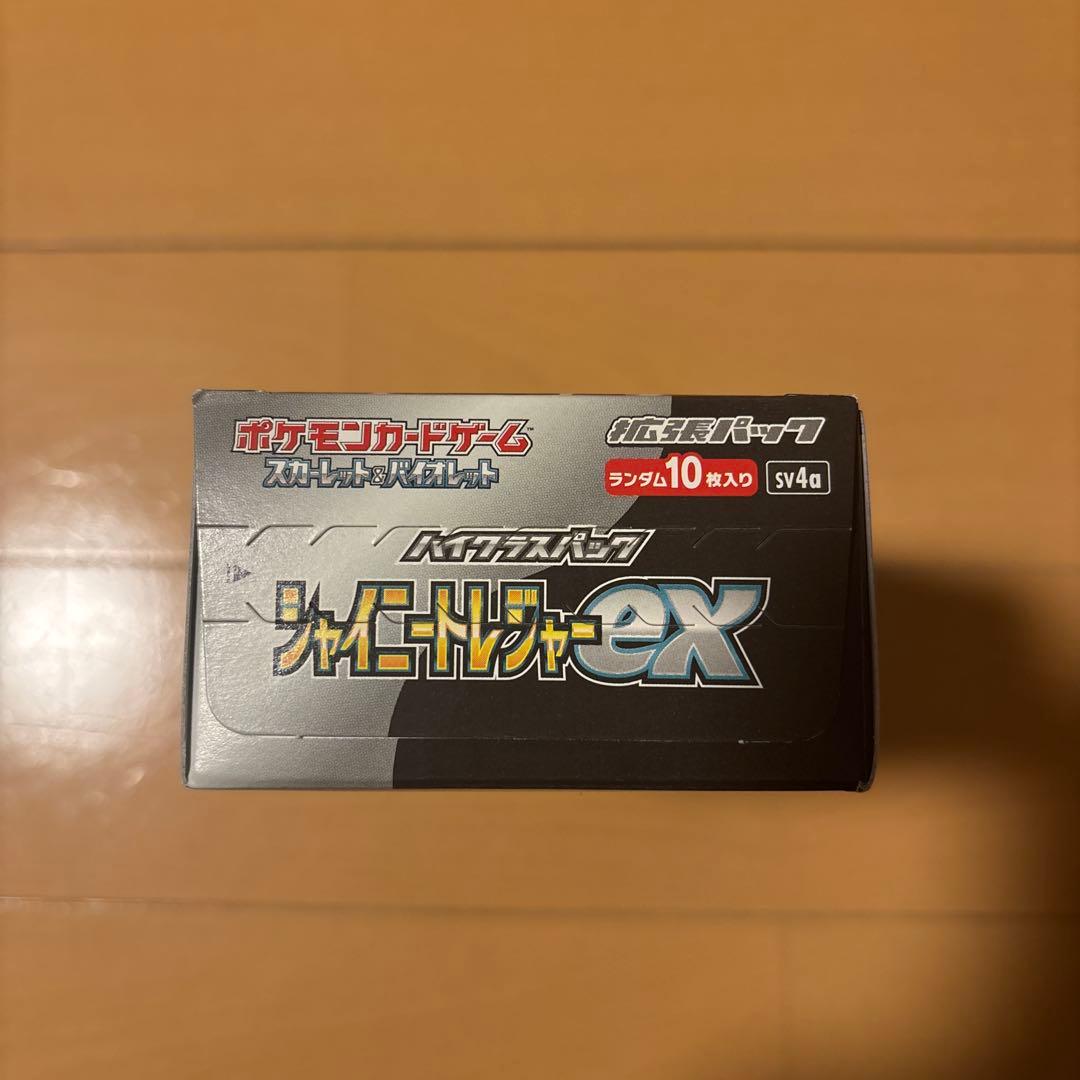 ポケモンカードゲーム™
スカーレット&バイオレット
拡張パック
ランダム10枚入り sv4a
ハイクラスパック
シャイニートレジャーex